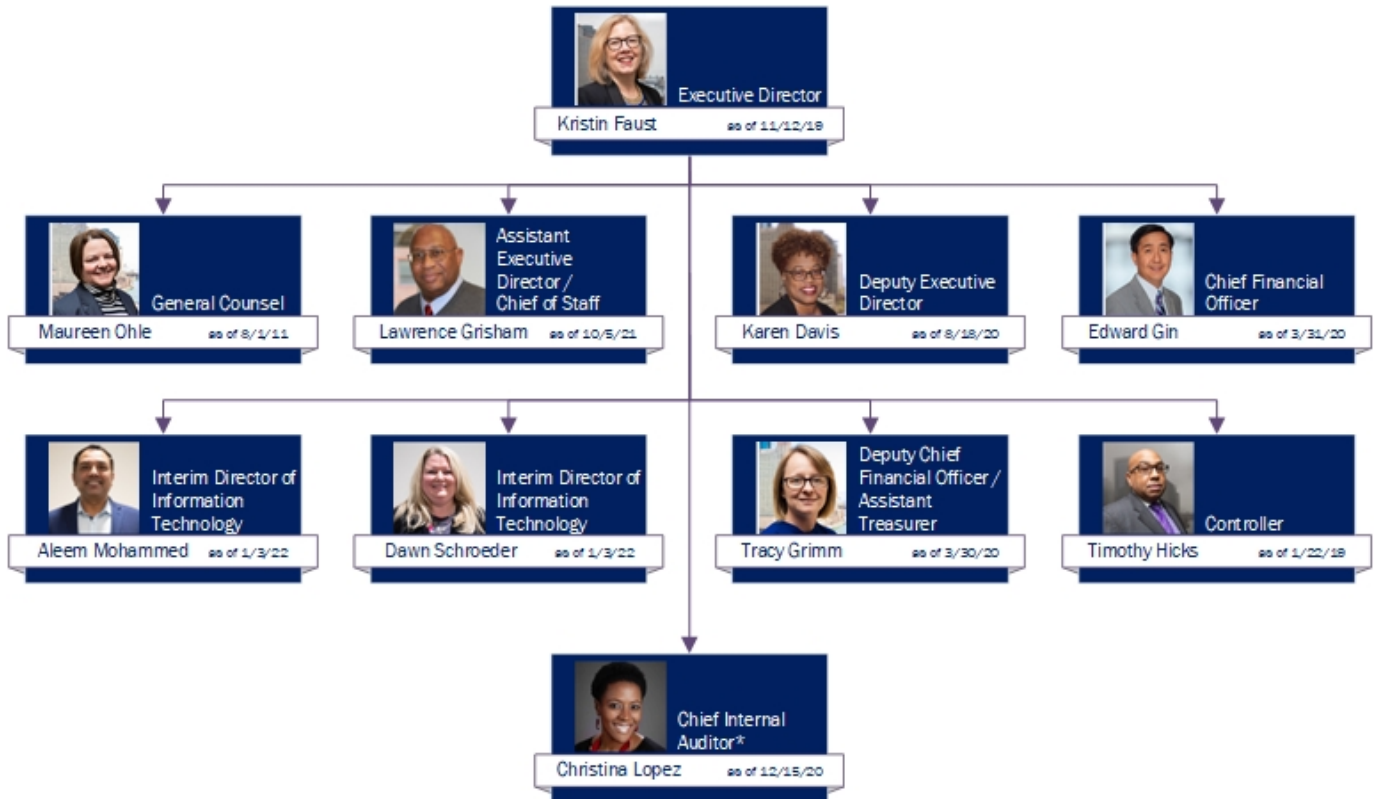 Executive Director
Kristin Faust as of 11/12/19
General Counsel
Maureen Ohle as of 8/1/11
Assistant
Executive
Director /
Chief of Staff
Lawrence Grisham as of 10/5/21
Deputy Executive
Director
Karen Davis as of 8/18/20
Chief Financial
Officer
Edward Gin as of 3/31/20
Interim Director of
Information
Technology
Aleem Mohammed as of 1/3/22
Interim Director of
Information
Technology
Dawn Schroeder as of 1/3/22
Deputy Chief
Financial Officer /
Assistant
Treasurer
Tracy Grimm as of 3/30/20
Controller
Timothy Hicks as of 1/22/19
Chief Internal
Auditor*
Christina Lopez as of 12/15/20